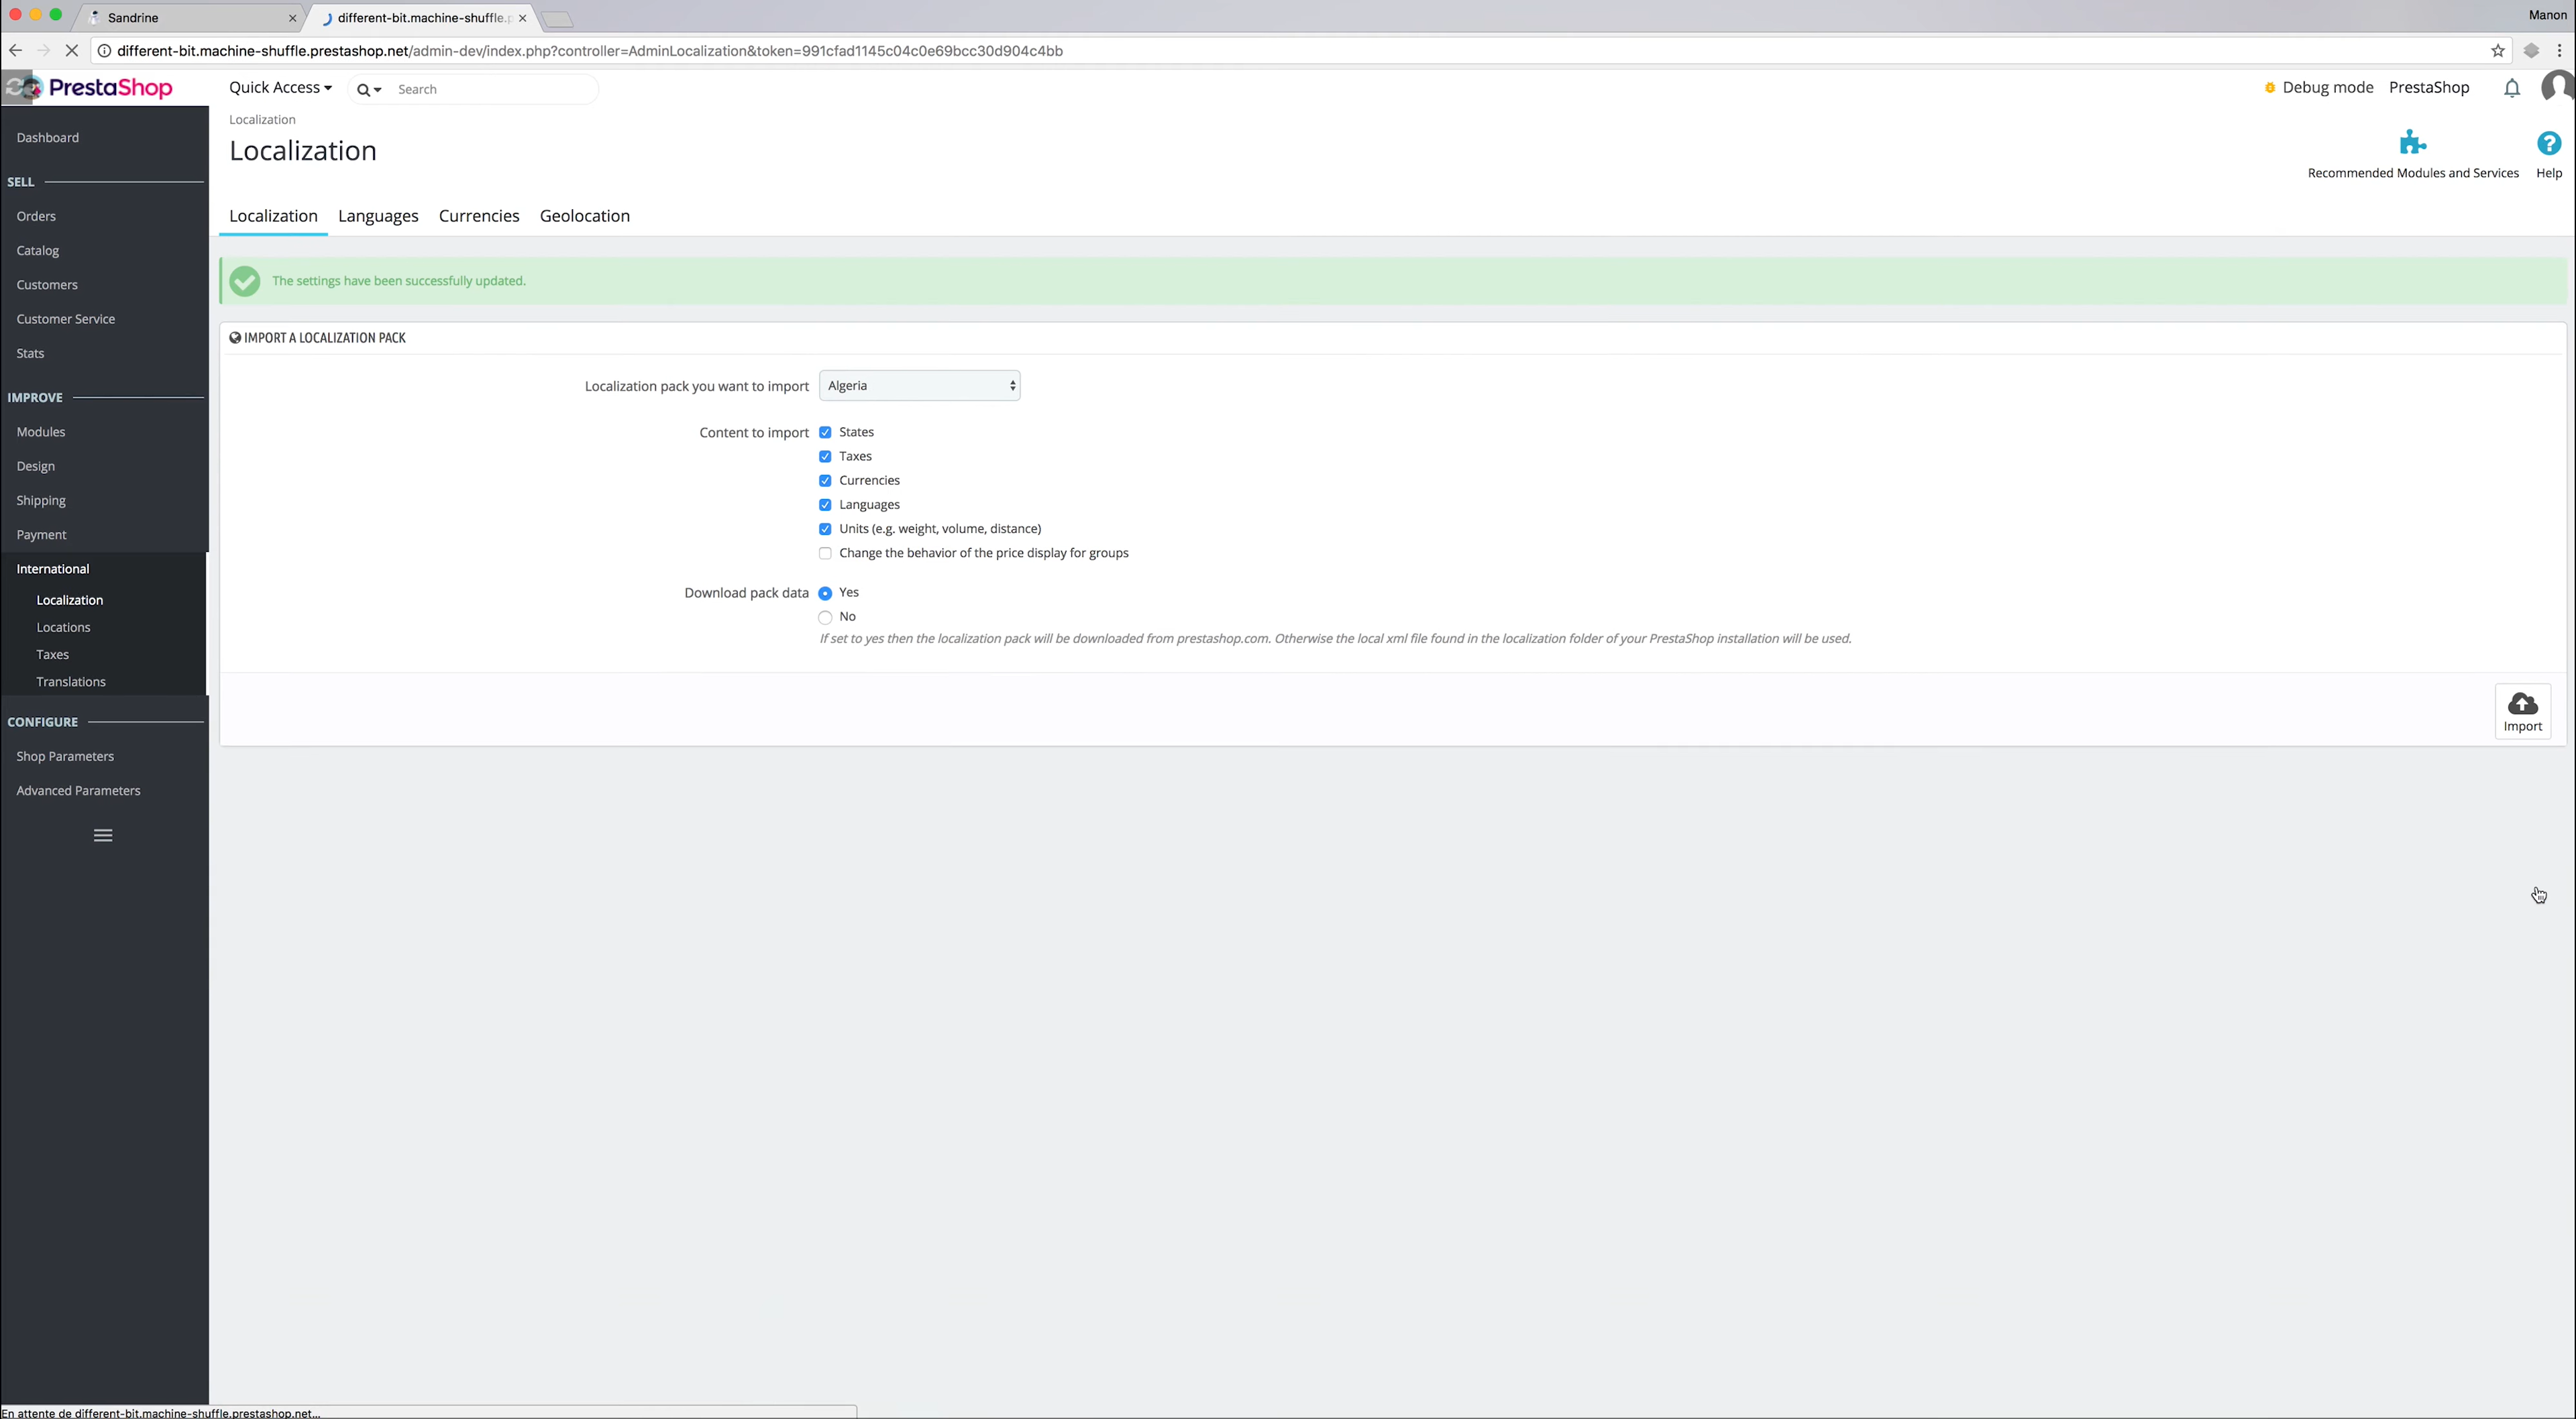 Sandrine
different-bit.machine-shuffle.p
Manon
different-bit.machine-shuffle.prestashop.net/admin-dev/index.php?controller=AdminLocalization&token=991cfad1145c04c0e69bcc30d904c4bb
PrestaShop
Quick Access
Search
Debug mode
PrestaShop
Localization
Localization
Recommended Modules and Services
Help
Localization
Languages
Currencies
Geolocation
Dashboard
SELL
Orders
Catalog
Customers
Customer Service
Stats
IMPROVE
Modules
Design
Shipping
Payment
International
Localization
Locations
Taxes
Translations
CONFIGURE
Shop Parameters
Advanced Parameters
The settings have been successfully updated.
IMPORT A LOCALIZATION PACK
Localization pack you want to import
Algeria
Content to import
States
Taxes
Currencies
Languages
Units (e.g. weight, volume, distance)
Change the behavior of the price display for groups
Download pack data
Yes
No
If set to yes then the localization pack will be downloaded from prestashop.com. Otherwise the local xml file found in the localization folder of your PrestaShop installation will be used.
Import
En attente de different-bit.machine-shuffle.prestashop.net...